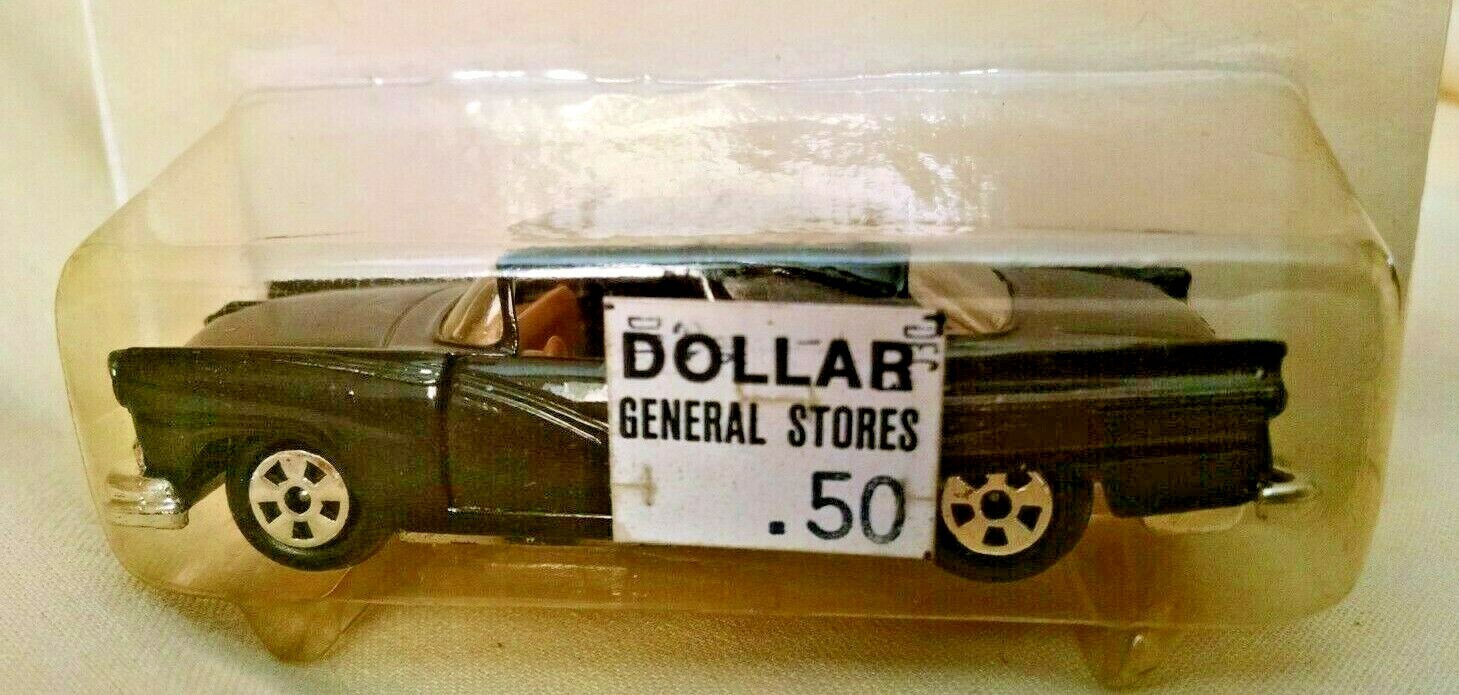 DOLLAR
GENERAL STORES
.50